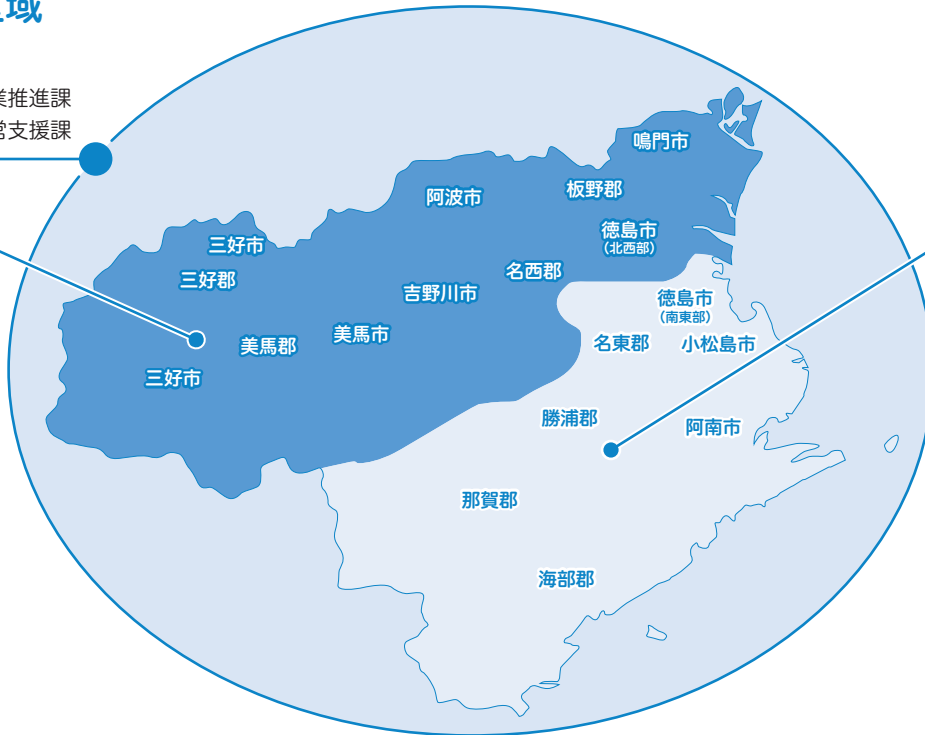 域
業推進課
営支援課
鳴門市
板野郡
阿波市
徳島市
(北西部)
三好市
名西郡
三好郡
吉野川市
徳島市
(南東部)
美馬市
美馬郡
名東郡
小松島市
三好市
勝浦郡
阿南市
那賀郡
海部郡